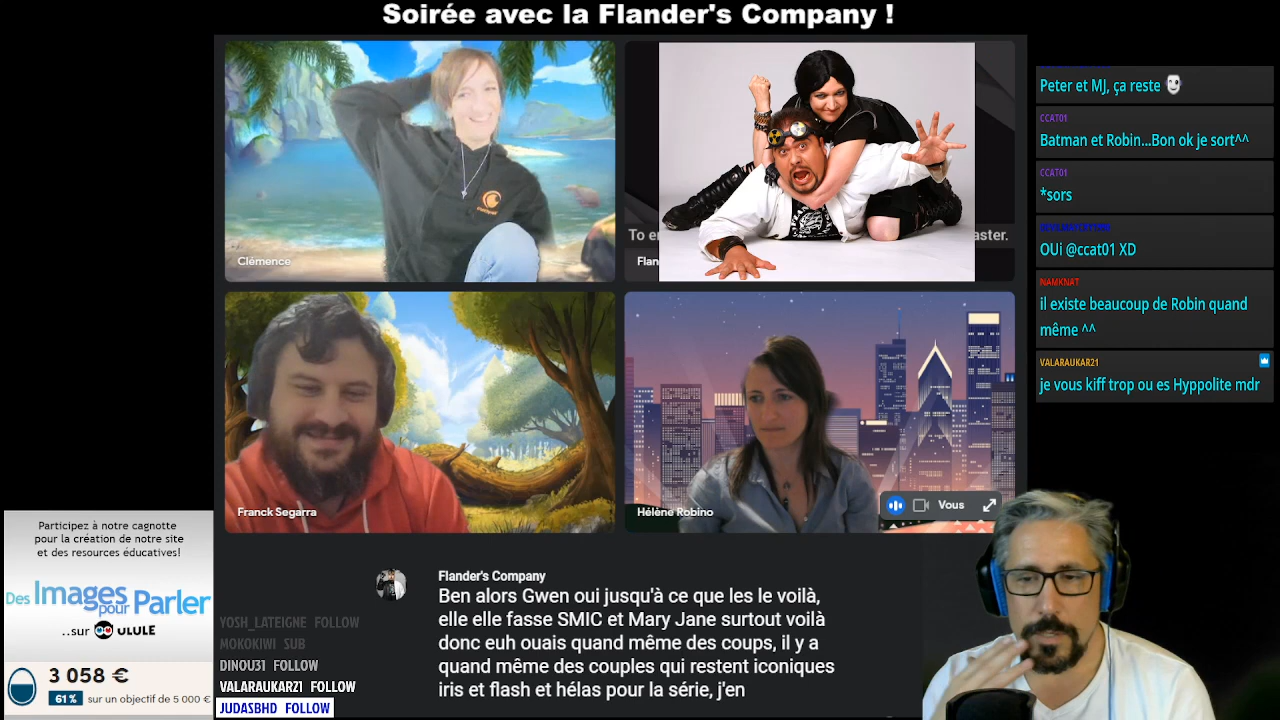 Soirée avec la Flander's Company !
Clémence
To e
aster.
Flan
Franck Segarra
Hélène Robino
Vous
Peter et MJ, ça reste
CCAT01
Batman et Robin...Bon ok je sort^^
CCAT01
*sors
OUi @ccat01 XD
NAMKNAT
il existe beaucoup de Robin quand
même ^^
VALARAUKAR21
je vous kiff trop ou es Hyppolite mdr
Participez à notre cagnotte
pour la création de notre site
et des resources éducatives!
Des Images
pour Parler
..sur ULULE
3 058 €
61 % sur un objectif de 5 000 €
YOSH_LATEIGNE FOLLOW
MOKOKIWI SUB
DINOU31 FOLLOW
VALARAUKAR21 FOLLOW
JUDASBHD FOLLOW
Flander's Company
Ben alors Gwen oui jusqu'à ce que les le voilà,
elle elle fasse SMIC et Mary Jane surtout voilà
donc euh ouais quand même des coups, il y a
quand même des couples qui restent iconiques
iris et flash et hélas pour la série, j'en